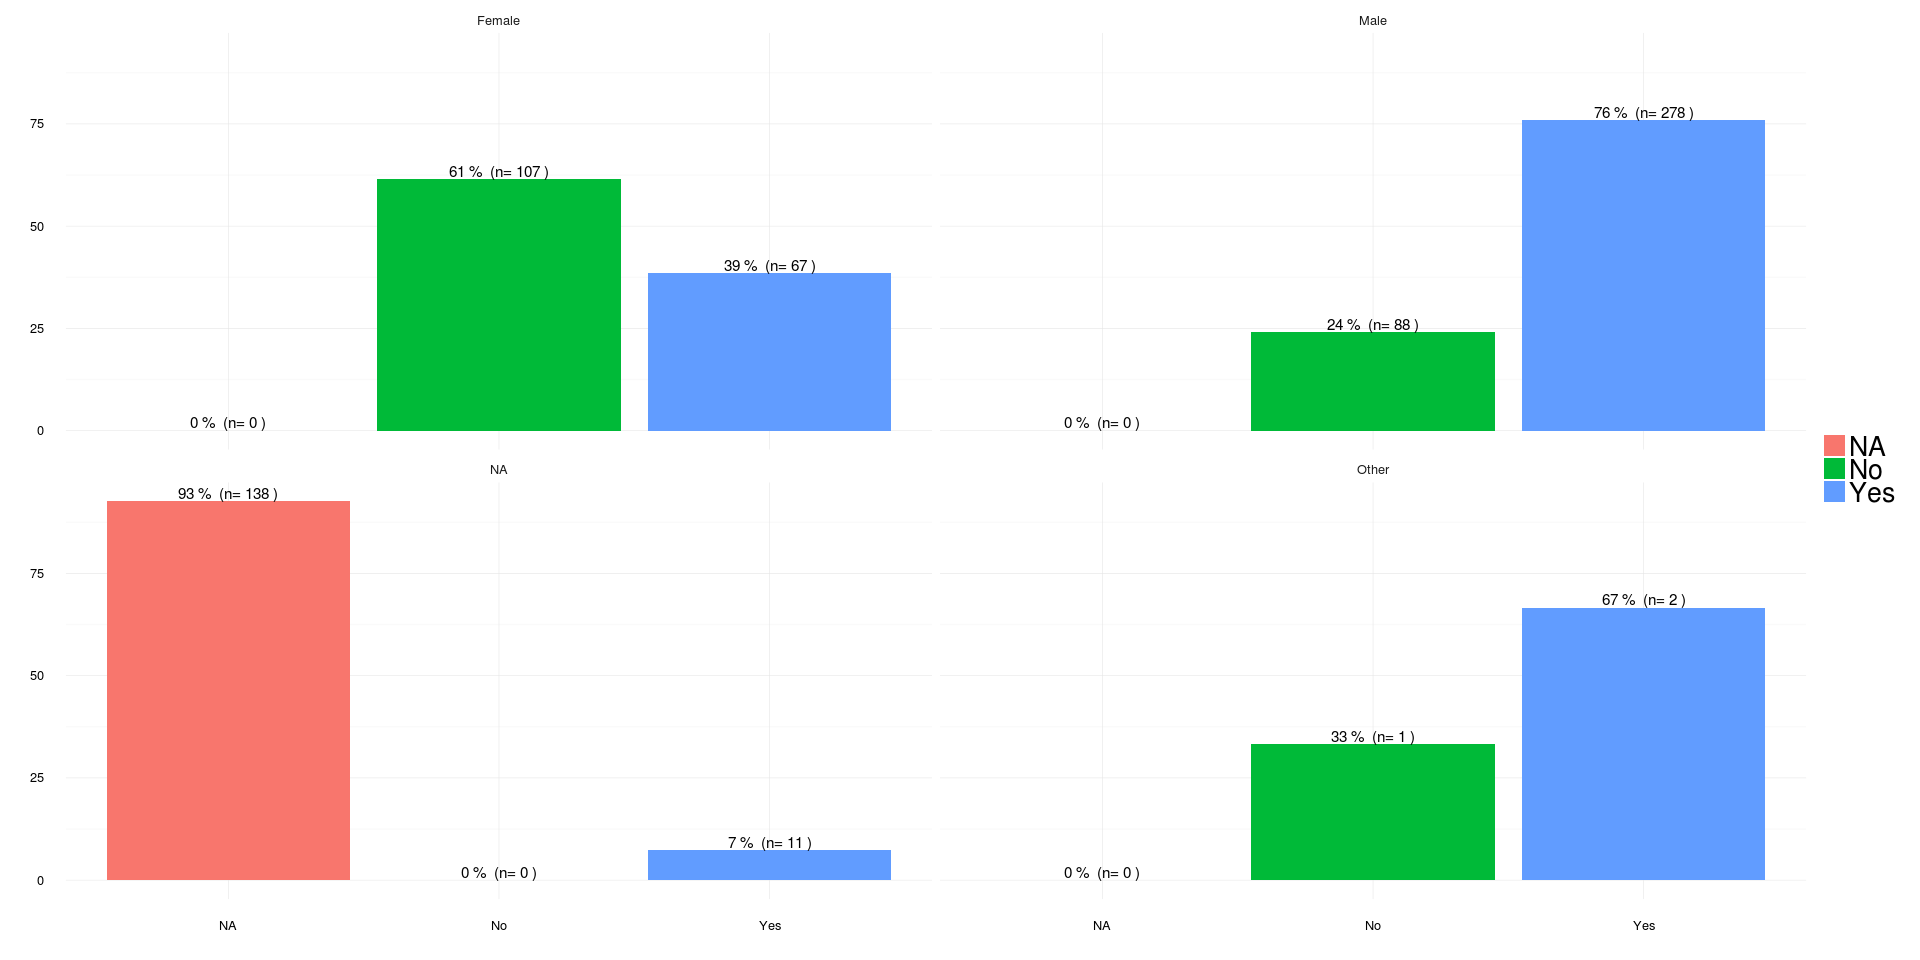 Female
Male
75
50
25
0
0 % (n= 0 )
61 % (n= 107 )
39 % (n= 67 )
0 % (n= 0 )
24 % (n= 88 )
76 % (n= 278 )
NA
No
Yes
NA
Other
75
50
25
0
93 % (n= 138 )
0 % (n= 0 )
7 % (n= 11 )
0 % (n= 0 )
33 % (n= 1 )
67 % (n= 2 )
NA
No
Yes
NA
No
Yes